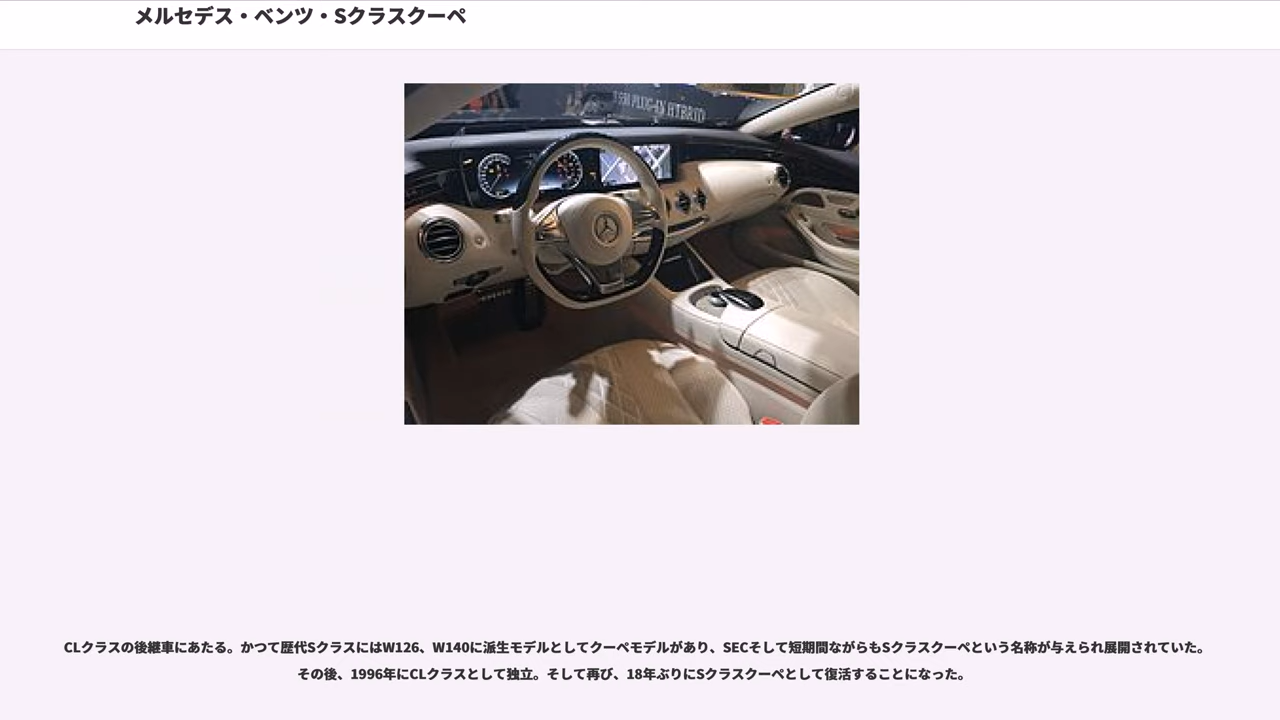 メルセデス・ベンツ・Sクラスクーペ
PLUG-IN HYBRID
CLクラスの後継車にあたる。かつて歴代SクラスにはW126、W140に派生モデルとしてクーペモデルがあり、SECそして短期間ながらもSクラスクーペという名称が与えられ展開されていた。
その後、1996年にCLクラスとして独立。そして再び、18年ぶりにSクラスクーペとして復活することになった。